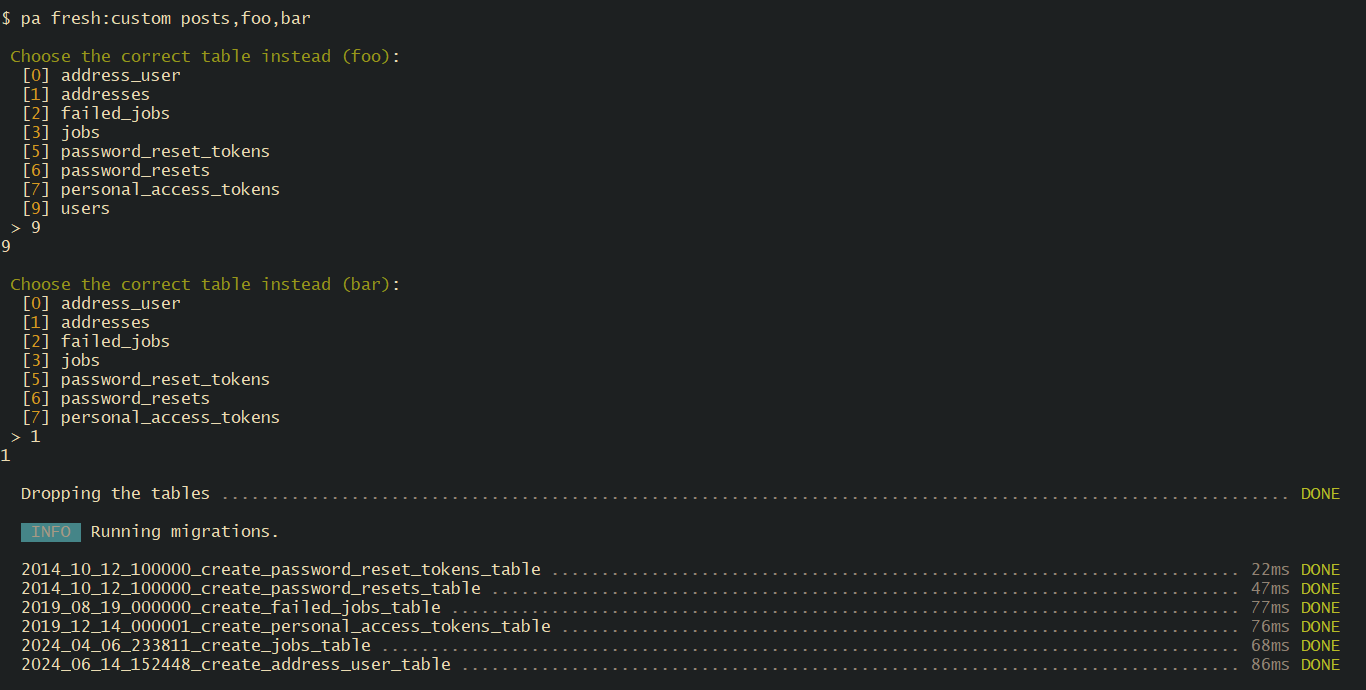 $ pa fresh:custom posts,foo,bar
Choose the correct table instead (foo):
[0] address_user
[1] addresses
[2] failed_jobs
[3] jobs
[5] password_reset_tokens
[6] password_resets
[7] personal_access_tokens
[9] users
> 9
9
Choose the correct table instead (bar):
[0] address_user
[1] addresses
[2] failed_jobs
[3] jobs
[5] password_reset_tokens
[6] password_resets
[7] personal_access_tokens
> 1
1
Dropping the tables ........................................................................................................... DONE
INFO Running migrations.
2014_10_12_100000_create_password_reset_tokens_table ...................................................................... 22ms DONE
2014_10_12_100000_create_password_resets_table ............................................................................ 47ms DONE
2019_08_19_000000_create_failed_jobs_table ................................................................................ 77ms DONE
2019_12_14_000001_create_personal_access_tokens_table ..................................................................... 76ms DONE
2024_04_06_233811_create_jobs_table ....................................................................................... 68ms DONE
2024_06_14_152448_create_address_user_table ............................................................................... 86ms DONE